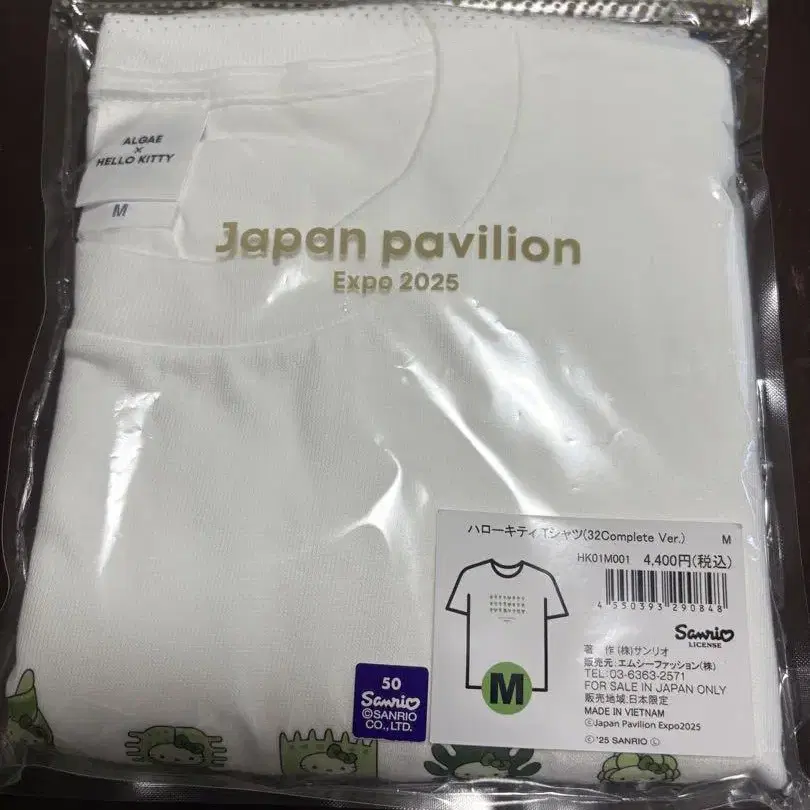 ALGAE
×
HELLO KITTY
M
Japan pavilion
Expo 2025
ハローキティTシャツ(32Complete Ver.) M
HK01M001 4,400円(税込)
4 550393 290848
Sanrio
LICENSE
著 作 (株)サンリオ
販売元: エムシーファッション(株)
TEL:03-6363-2571
FOR SALE IN JAPAN ONLY
販売地域:日本限定
MADE IN VIETNAM
©Japan Pavilion Expo2025
©'25 SANRIO Ⓛ
M
50
Sanrio
©SANRIO
CO., LTD.